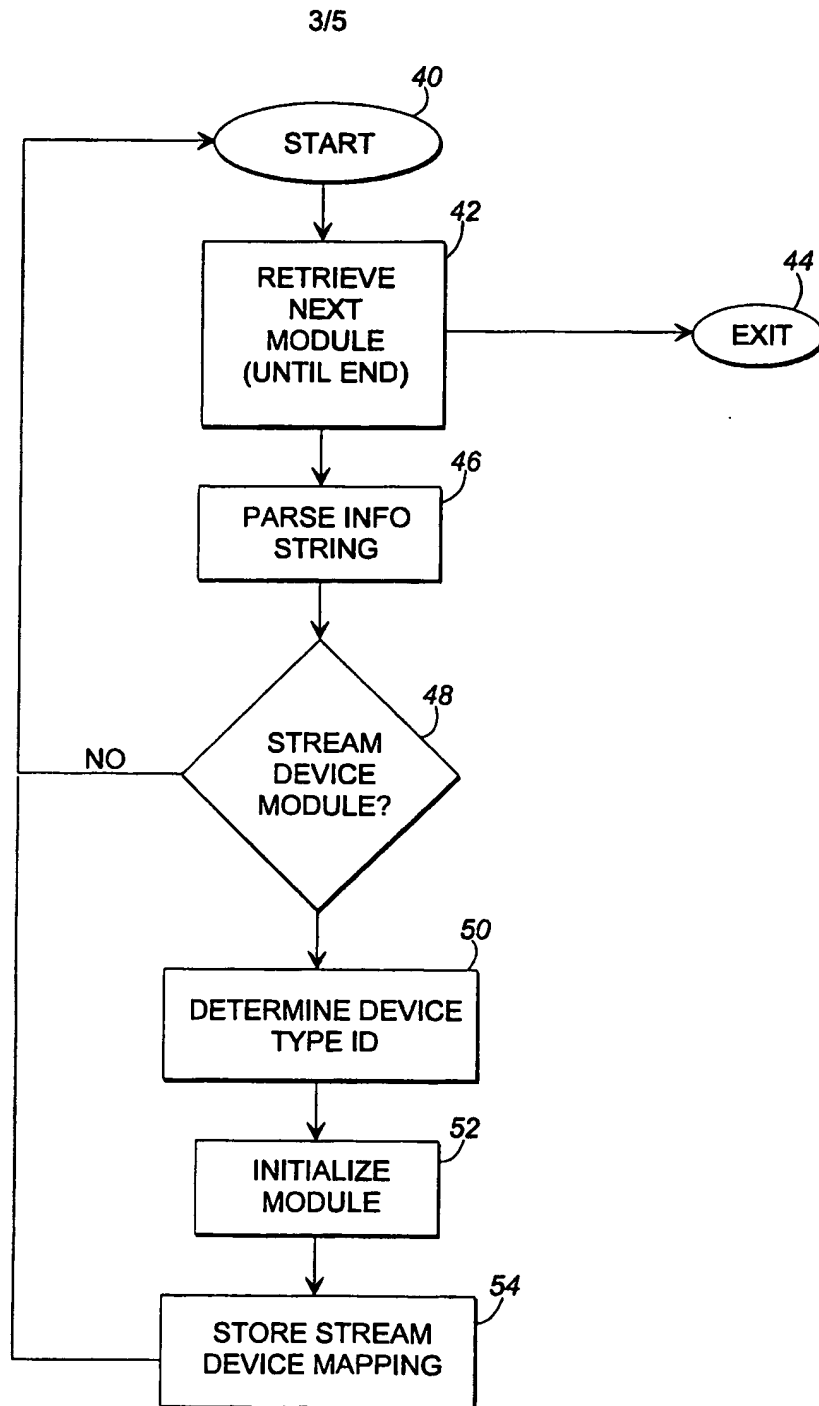 3/5
40
START
42
RETRIEVE
NEXT
MODULE
(UNTIL END)
44
EXIT
46
PARSE INFO
STRING
48
STREAM
DEVICE
MODULE?
NO
50
DETERMINE DEVICE
TYPE ID
52
INITIALIZE
MODULE
54
STORE STREAM
DEVICE MAPPING